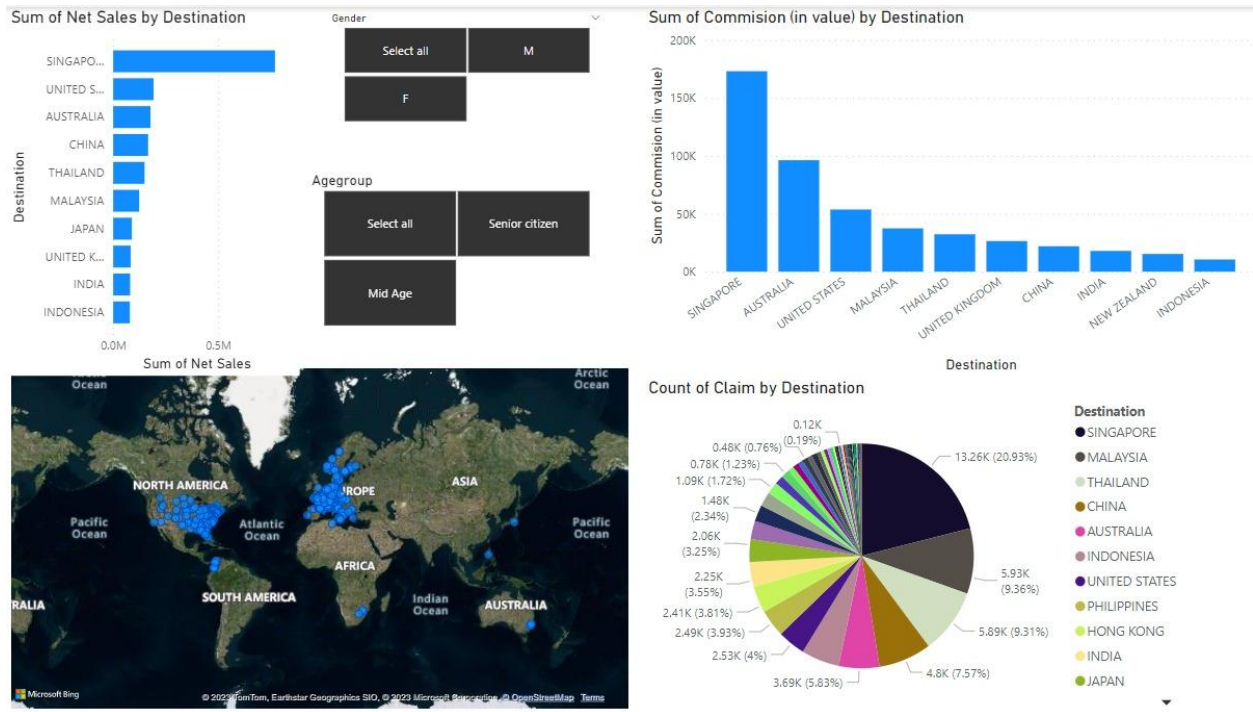 Sum of Net Sales by Destination
Destination
SINGAPO...
UNITED S...
AUSTRALIA
CHINA
THAILAND
MALAYSIA
JAPAN
UNITED K...
INDIA
INDONESIA
0.0M 0.5M
Sum of Net Sales
Gender
Select all M
F
Agegroup
Select all Senior citizen
Mid Age
Sum of Commision (in value) by Destination
Sum of Commision (in value)
200K
150K
100K
50K
0K
SINGAPORE
AUSTRALIA
UNITED STATES
MALAYSIA
THAILAND
UNITED KINGDOM
CHINA
INDIA
NEW ZEALAND
INDONESIA
Destination
Ocean
Arctic
Ocean
NORTH AMERICA
UROPE
ASIA
Pacific
Ocean
Atlantic
Ocean
Pacific
Ocean
AFRICA
SOUTH AMERICA
Indian
Ocean
RALIA
AUSTRALIA
Microsoft Bing
© 2023 TomTom, Earthstar Geographics SIO, © 2023 Microsoft Corporation, © OpenStreetMap Terms
Count of Claim by Destination
0.12K
(0.19%)
0.48K (0.76%)
0.78K (1.23%)
1.09K (1.72%)
1.48K
(2.34%)
2.06K
(3.25%)
2.25K
(3.55%)
2.41K (3.81%)
2.49K (3.93%)
2.53K (4%)
3.69K (5.83%)
4.8K (7.57%)
5.89K (9.31%)
5.93K
(9.36%)
13.26K (20.93%)
Destination
SINGAPORE
MALAYSIA
THAILAND
CHINA
AUSTRALIA
INDONESIA
UNITED STATES
PHILIPPINES
HONG KONG
INDIA
JAPAN